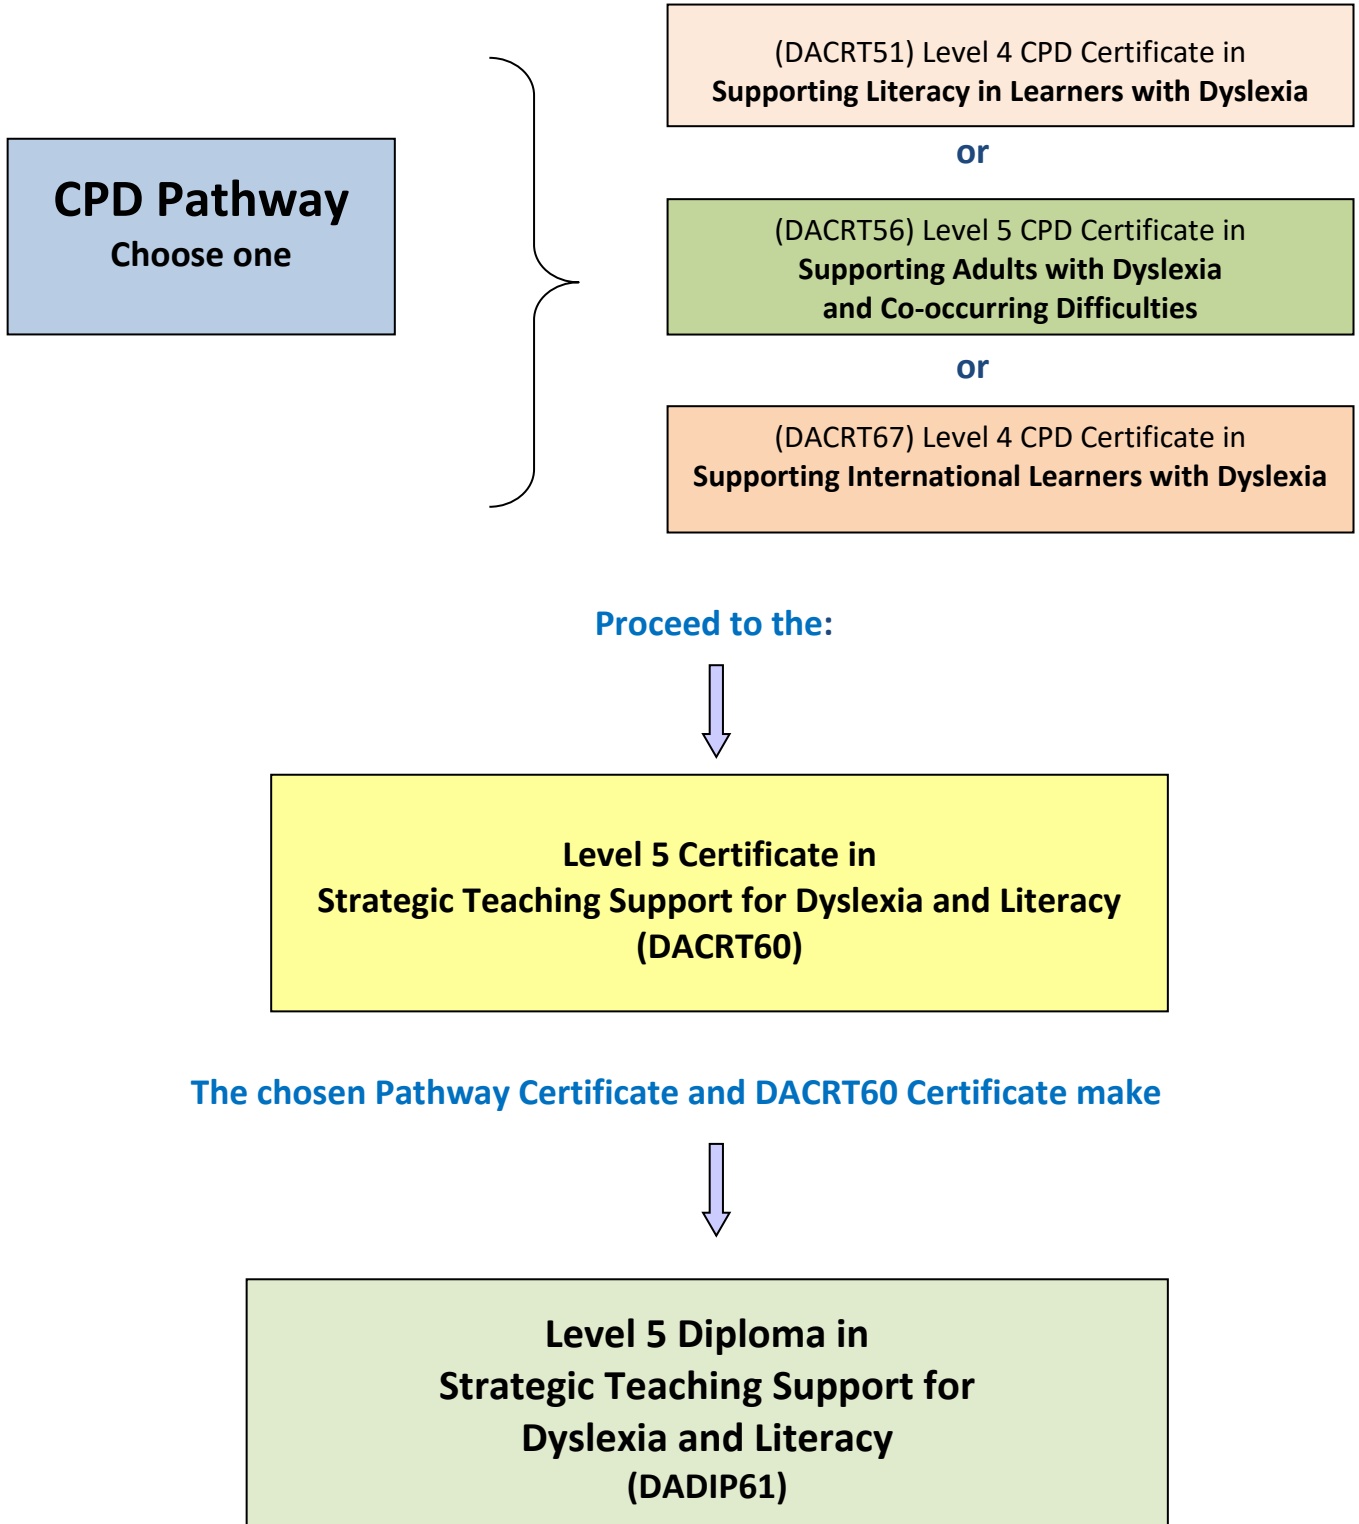 CPD Pathway
Choose one
(DACRT51) Level 4 CPD Certificate in
Supporting Literacy in Learners with Dyslexia
or
(DACRT56) Level 5 CPD Certificate in
Supporting Adults with Dyslexia
and Co-occurring Difficulties
or
(DACRT67) Level 4 CPD Certificate in
Supporting International Learners with Dyslexia
Proceed to the:
Level 5 Certificate in
Strategic Teaching Support for Dyslexia and Literacy
(DACRT60)
The chosen Pathway Certificate and DACRT60 Certificate make
Level 5 Diploma in
Strategic Teaching Support for
Dyslexia and Literacy
(DADIP61)